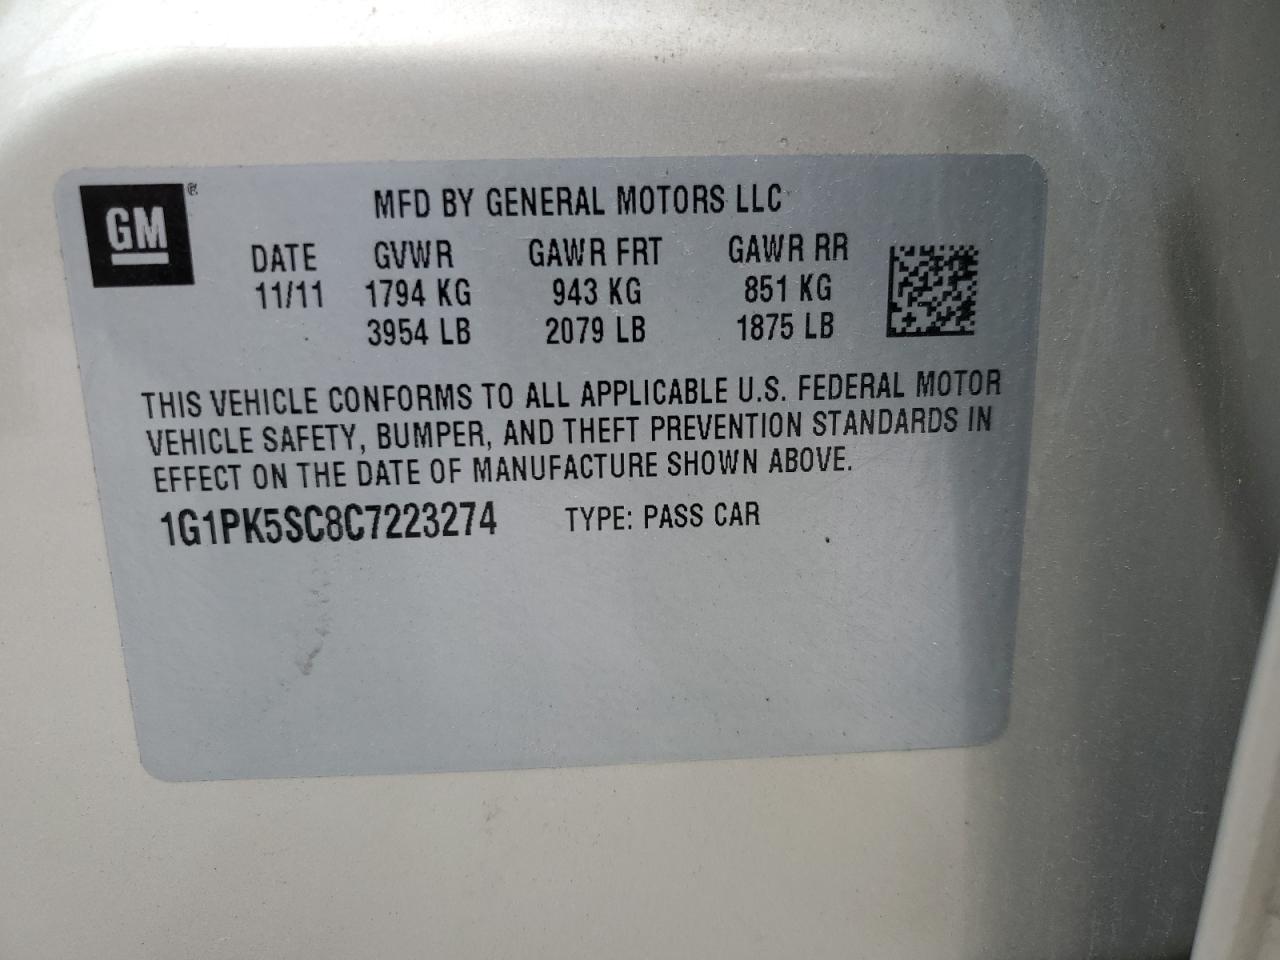 GM ®
MFD BY GENERAL MOTORS LLC
DATE GVWR GAWR FRT GAWR RR
11/11 1794 KG 943 KG 851 KG
3954 LB 2079 LB 1875 LB
THIS VEHICLE CONFORMS TO ALL APPLICABLE U.S. FEDERAL MOTOR
VEHICLE SAFETY, BUMPER, AND THEFT PREVENTION STANDARDS IN
EFFECT ON THE DATE OF MANUFACTURE SHOWN ABOVE.
1G1PK5SC8C7223274 TYPE: PASS CAR